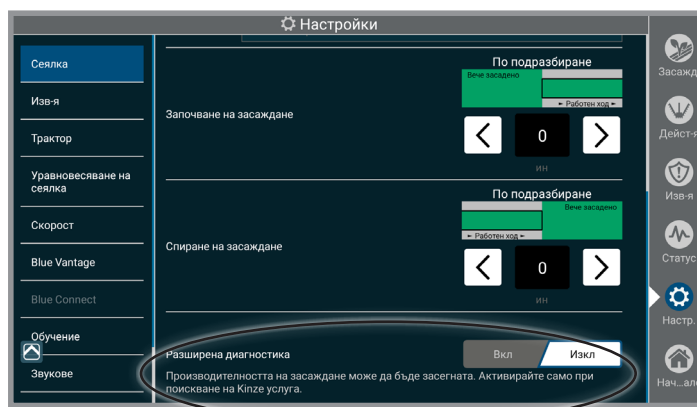 Настройки
Сеялка
Изв-я
Трактор
Уравновесяване на
сеялка
Скорост
Blue Vantage
Blue Connect
Обучение
Звукове
По подразбиране
Вече засадено
Работен ход
Започване на засаждане
0
ин
По подразбиране
Вече засадено
Работен ход
Спиране на засаждане
0
ин
Разширена диагностика
Вкл
Изкл
Производителността на засаждане може да бъде засегната. Активирайте само при
поискване на Kinze услуга.
Засажд
Дейст-я
Изв-я
Статус
Настр.
Нач...ало